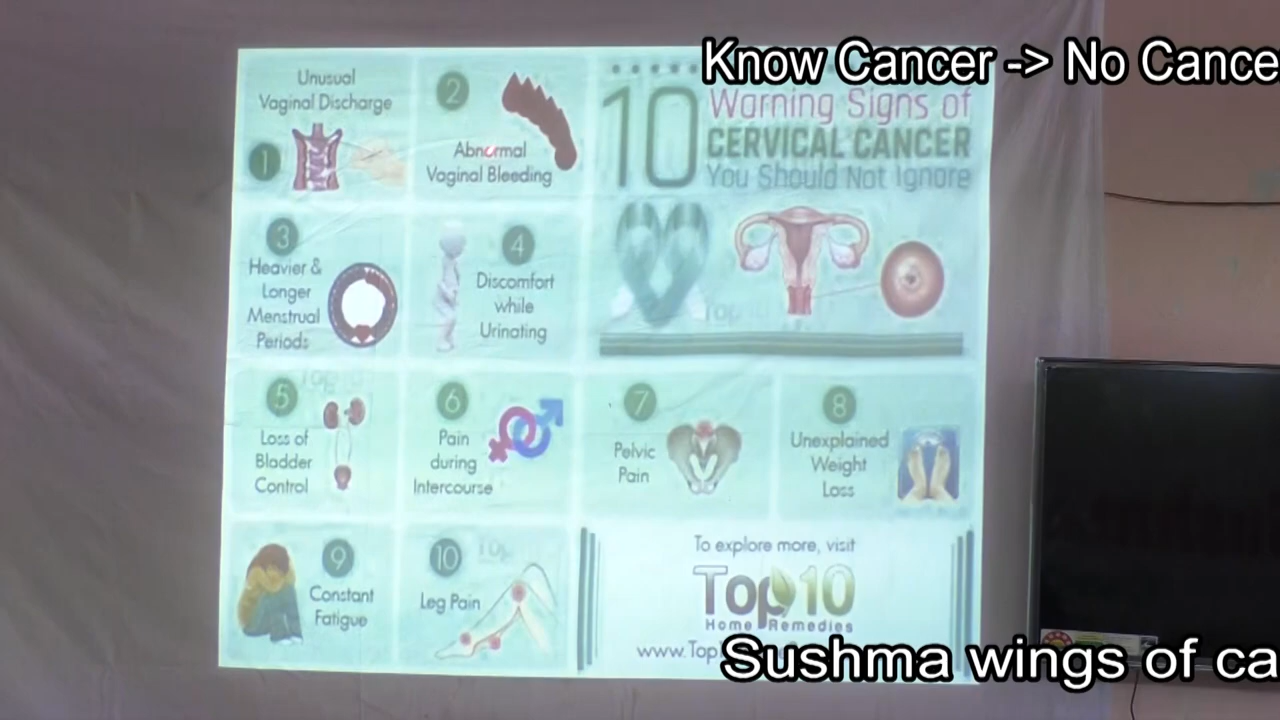 Know Cancer -> No Cance
Unusual
Vaginal Discharge
1
2
Abnormal
Vaginal Bleeding
10
Warning Signs of
CERVICAL CANCER
You Should Not Ignore
3
Heavier &
Longer
Menstrual
Periods
4
Discomfort
while
Urinating
5
Loss of
Bladder
Control
6
Pain
during
Intercourse
7
Pelvic
Pain
8
Unexplained
Weight
Loss
9
Constant
Fatigue
10
Leg Pain
To explore more, visit
Top10
Home Remedies
www.Top
Sushma wings of ca